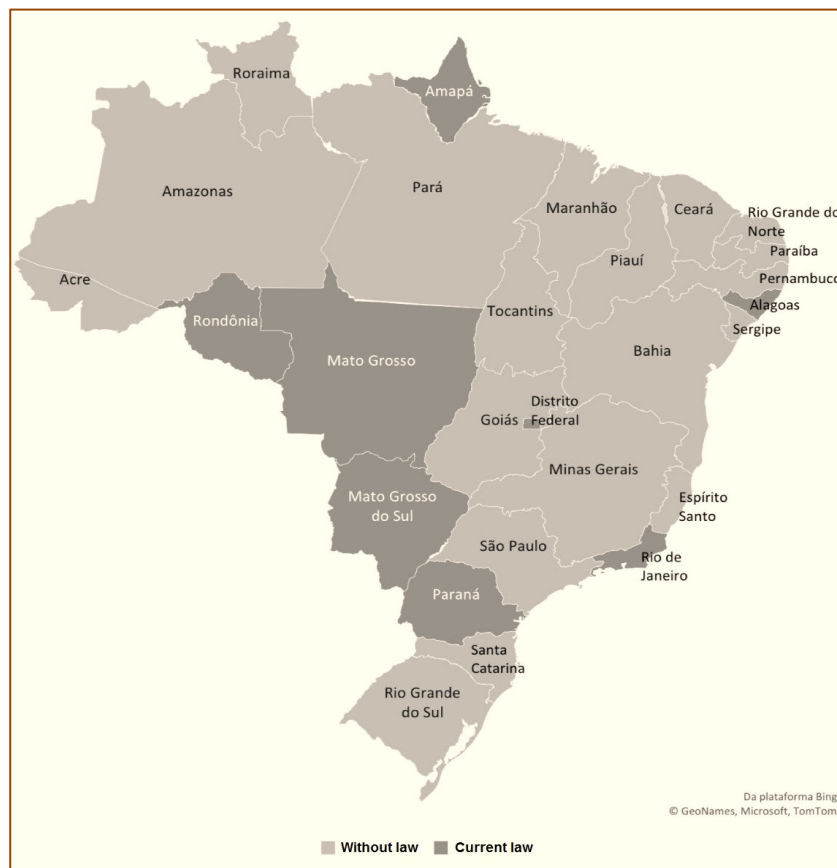 Roraima
Amapá
Amazonas
Pará
Maranhão
Ceará
Rio Grande do
Norte
Paraíba
Piauí
Pernambuco
Acre
Alagoas
Rondônia
Tocantins
Sergipe
Bahia
Mato Grosso
Distrito
Federal
Goiás
Minas Gerais
Mato Grosso
do Sul
Espírito
Santo
São Paulo
Rio de
Janeiro
Paraná
Santa
Catarina
Rio Grande
do Sul
Da plataforma Bing
© GeoNames, Microsoft, TomTom
Without law
Current law